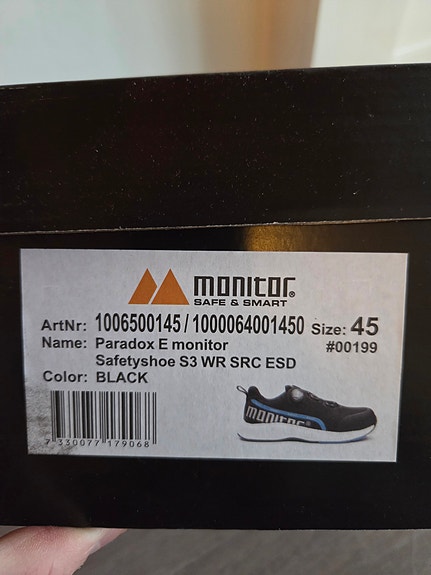 monitor®
SAFE & SMART
ArtNr: 1006500145 / 1000064001450 Size: 45
Name: Paradox E monitor #00199
Safetyshoe S3 WR SRC ESD
Color: BLACK
monitor®
7 330077 179068